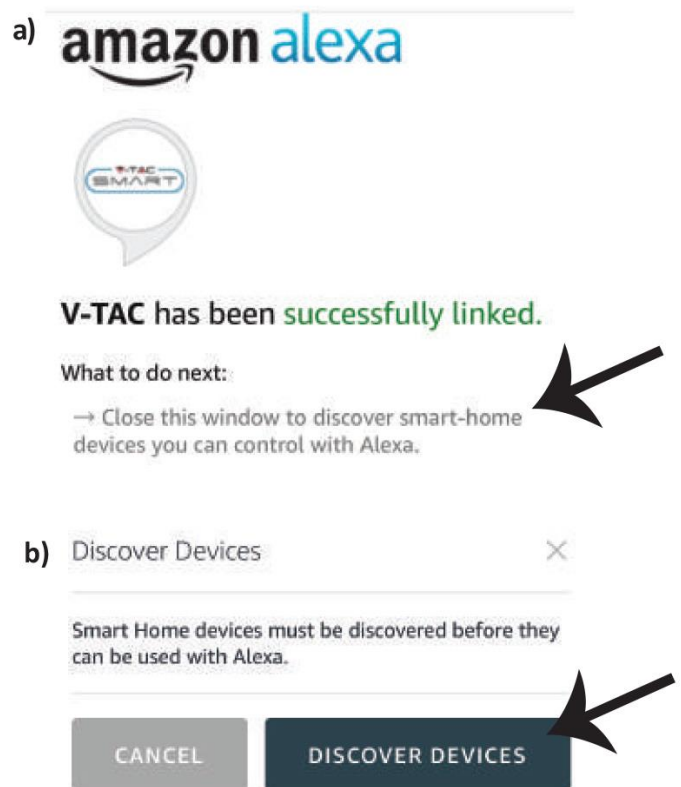 a)
amazon alexa
V-TAC
SMART
V-TAC has been successfully linked.
What to do next:
→ Close this window to discover smart-home
devices you can control with Alexa.
b) Discover Devices
Smart Home devices must be discovered before they
can be used with Alexa.
CANCEL DISCOVER DEVICES